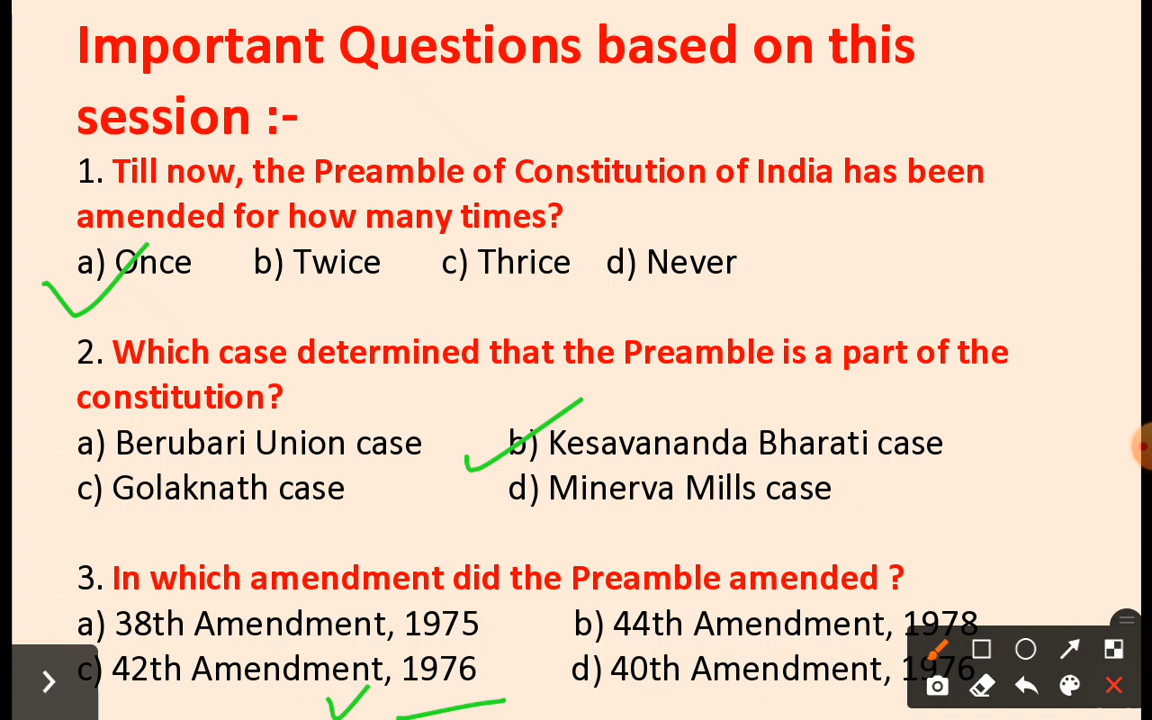 Important Questions based on this
session :-
1. Till now, the Preamble of Constitution of India has been
amended for how many times?
a) Once b) Twice c) Thrice d) Never
2. Which case determined that the Preamble is a part of the
constitution?
a) Berubari Union case b) Kesavananda Bharati case
c) Golaknath case d) Minerva Mills case
3. In which amendment did the Preamble amended ?
a) 38th Amendment, 1975 b) 44th Amendment, 1978
c) 42th Amendment, 1976 d) 40th Amendment, 1976